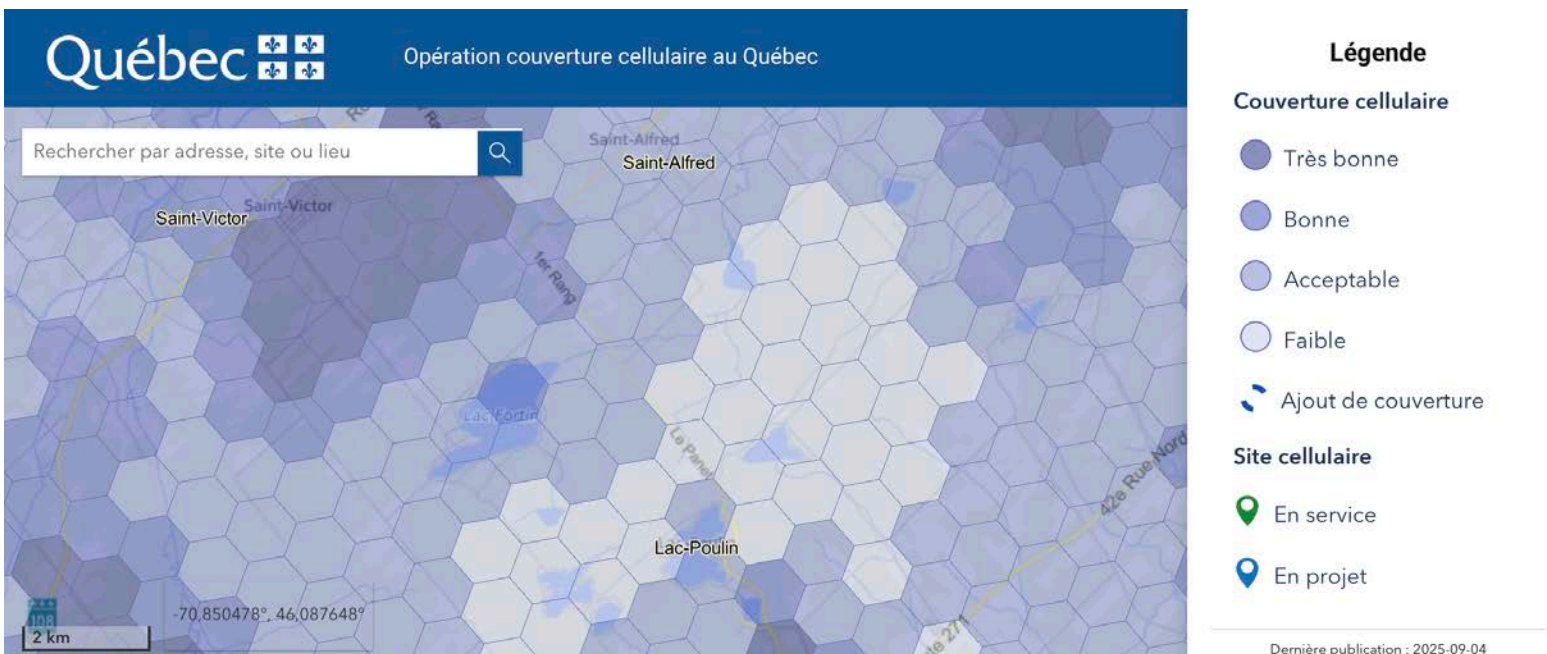 Québec
Opération couverture cellulaire au Québec
Rechercher par adresse, site ou lieu
Saint-Alfred
Saint-Alfred
Saint-Victor
Saint-Victor
1er Rang
Lac Fortin
Le Panet
42e Rue Nord
Lac-Poulin
271
108
-70,850478°, 46,087648°
2 km
Légende
Couverture cellulaire
Très bonne
Bonne
Acceptable
Faible
Ajout de couverture
Site cellulaire
En service
En projet
Dernière publication : 2025-09-04